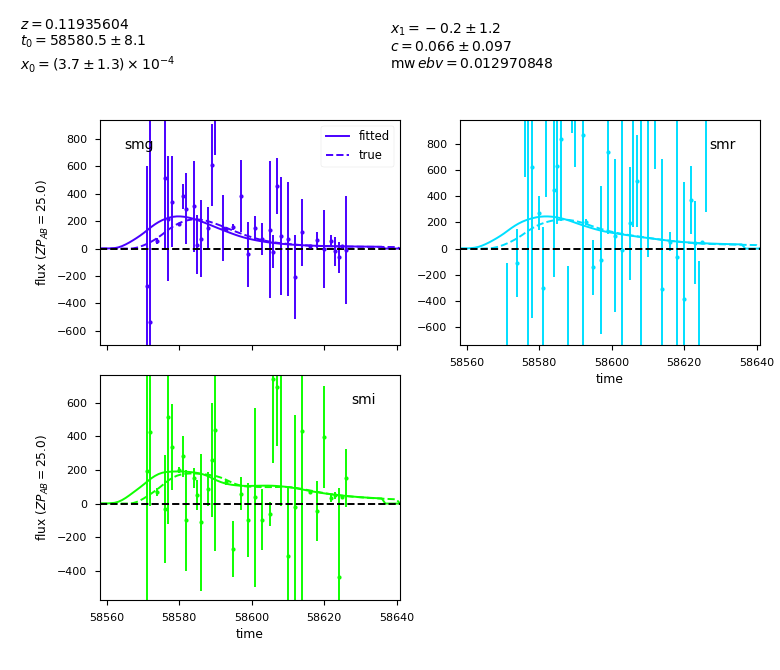 z = 0.11935604
t₀ = 58580.5 ± 8.1
x₀ = (3.7 ± 1.3) × 10⁻⁴
x₁ = −0.2 ± 1.2
c = 0.066 ± 0.097
mw ebv = 0.012970848
smg
fitted
true
800
600
400
200
0
−200
−400
−600
flux (ZP_AB = 25.0)
smr
800
600
400
200
0
−200
−400
−600
58560 58580 58600 58620 58640
time
smi
600
400
200
0
−200
−400
flux (ZP_AB = 25.0)
58560 58580 58600 58620 58640
time